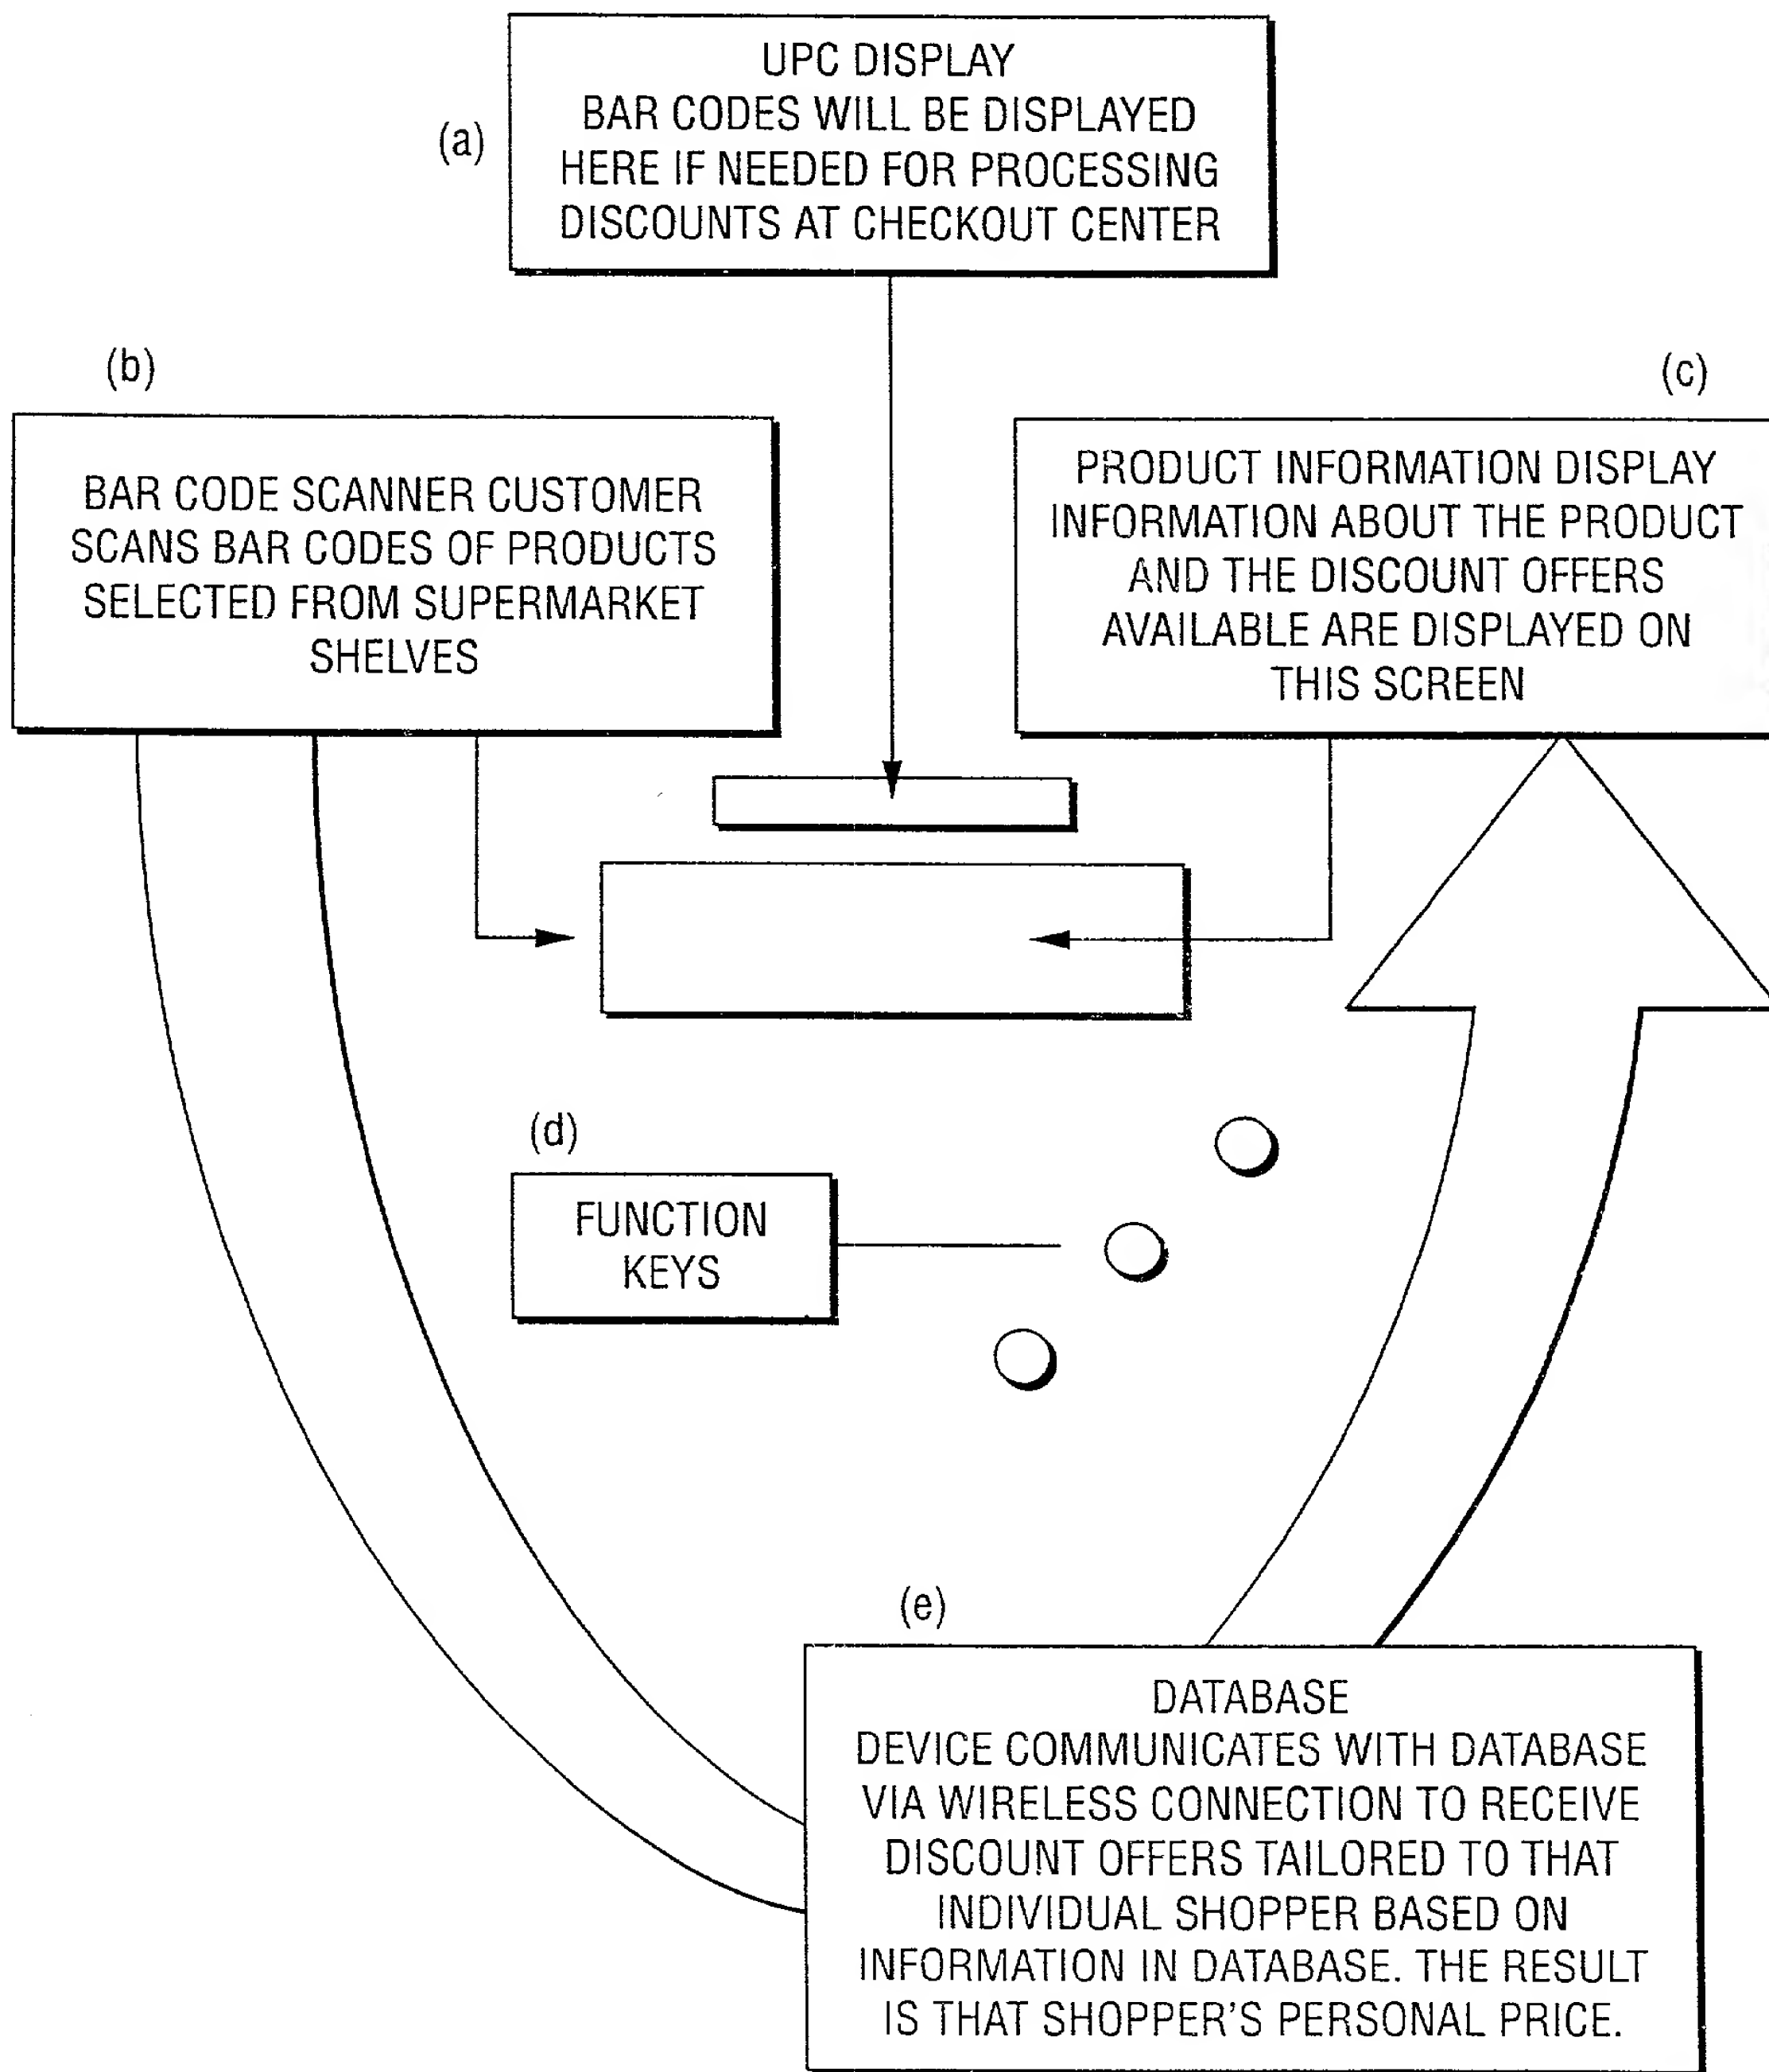 UPC DISPLAY
BAR CODES WILL BE DISPLAYED
HERE IF NEEDED FOR PROCESSING
DISCOUNTS AT CHECKOUT CENTER
(a)
(b)
BAR CODE SCANNER CUSTOMER
SCANS BAR CODES OF PRODUCTS
SELECTED FROM SUPERMARKET
SHELVES
(c)
PRODUCT INFORMATION DISPLAY
INFORMATION ABOUT THE PRODUCT
AND THE DISCOUNT OFFERS
AVAILABLE ARE DISPLAYED ON
THIS SCREEN
(d)
FUNCTION
KEYS
(e)
DATABASE
DEVICE COMMUNICATES WITH DATABASE
VIA WIRELESS CONNECTION TO RECEIVE
DISCOUNT OFFERS TAILORED TO THAT
INDIVIDUAL SHOPPER BASED ON
INFORMATION IN DATABASE. THE RESULT
IS THAT SHOPPER'S PERSONAL PRICE.